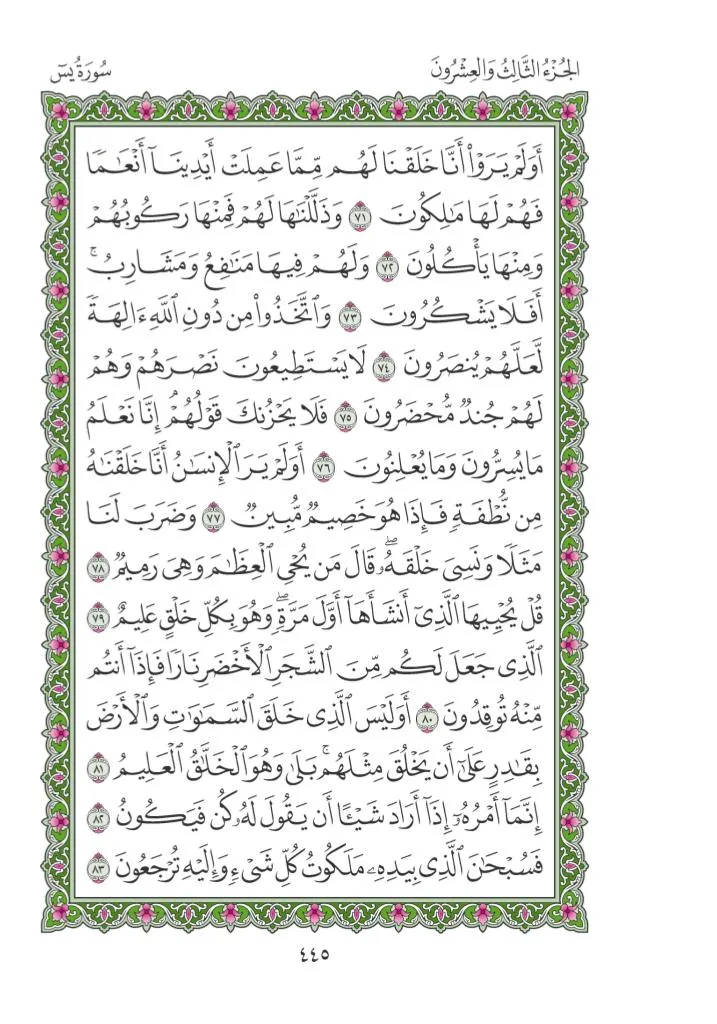 سُورَةُ يسٓ
الجُزْءُ الثَّالِثُ وَالعِشْرُونَ
أَوَلَمْ يَرَوْا۟ أَنَّا خَلَقْنَا لَهُم مِّمَّا عَمِلَتْ أَيْدِينَآ أَنْعَٰمًا
فَهُمْ لَهَا مَٰلِكُونَ ٧١ وَذَلَّلْنَٰهَا لَهُمْ فَمِنْهَا رَكُوبُهُمْ
وَمِنْهَا يَأْكُلُونَ ٧٢ وَلَهُمْ فِيهَا مَنَٰفِعُ وَمَشَارِبُ ۚ
أَفَلَا يَشْكُرُونَ ٧٣ وَٱتَّخَذُوا۟ مِن دُونِ ٱللَّهِ ءَالِهَةً
لَّعَلَّهُمْ يُنصَرُونَ ٧٤ لَا يَسْتَطِيعُونَ نَصْرَهُمْ وَهُمْ
لَهُمْ جُندٌ مُّحْضَرُونَ ٧٥ فَلَا يَحْزُنكَ قَوْلُهُمْ ۘ إِنَّا نَعْلَمُ
مَا يُسِرُّونَ وَمَا يُعْلِنُونَ ٧٦ أَوَلَمْ يَرَ ٱلْإِنسَٰنُ أَنَّا خَلَقْنَٰهُ
مِن نُّطْفَةٍ فَإِذَا هُوَ خَصِيمٌ مُّبِينٌ ٧٧ وَضَرَبَ لَنَا
مَثَلًا وَنَسِىَ خَلْقَهُۥ ۖ قَالَ مَن يُحْىِ ٱلْعِظَٰمَ وَهِىَ رَمِيمٌ ٧٨
قُلْ يُحْيِيهَا ٱلَّذِىٓ أَنشَأَهَآ أَوَّلَ مَرَّةٍ ۖ وَهُوَ بِكُلِّ خَلْقٍ عَلِيمٌ ٧٩
ٱلَّذِى جَعَلَ لَكُم مِّنَ ٱلشَّجَرِ ٱلْأَخْضَرِ نَارًا فَإِذَآ أَنتُم
مِّنْهُ تُوقِدُونَ ٨٠ أَوَلَيْسَ ٱلَّذِى خَلَقَ ٱلسَّمَٰوَٰتِ وَٱلْأَرْضَ
بِقَٰدِرٍ عَلَىٰٓ أَن يَخْلُقَ مِثْلَهُم ۚ بَلَىٰ وَهُوَ ٱلْخَلَّٰقُ ٱلْعَلِيمُ ٨١
إِنَّمَآ أَمْرُهُۥٓ إِذَآ أَرَادَ شَيْـًٔا أَن يَقُولَ لَهُۥ كُن فَيَكُونُ ٨٢
فَسُبْحَٰنَ ٱلَّذِى بِيَدِهِۦ مَلَكُوتُ كُلِّ شَىْءٍ وَإِلَيْهِ تُرْجَعُونَ ٨٣
٤٤٥